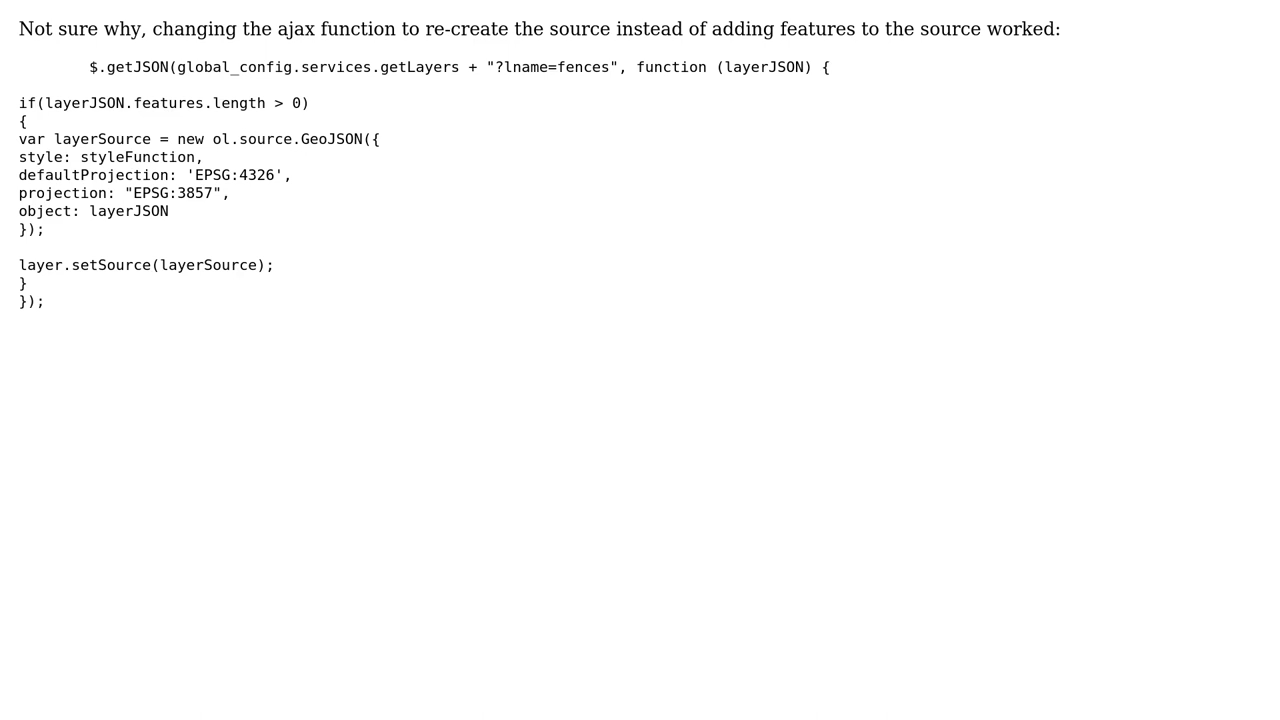 Not sure why, changing the ajax function to re-create the source instead of adding features to the source worked:
$.getJSON(global_config.services.getLayers + "?lname=fences", function (layerJSON) {
if(layerJSON.features.length > 0)
{
var layerSource = new ol.source.GeoJSON({
style: styleFunction,
defaultProjection: 'EPSG:4326',
projection: "EPSG:3857",
object: layerJSON
});
layer.setSource(layerSource);
}
});